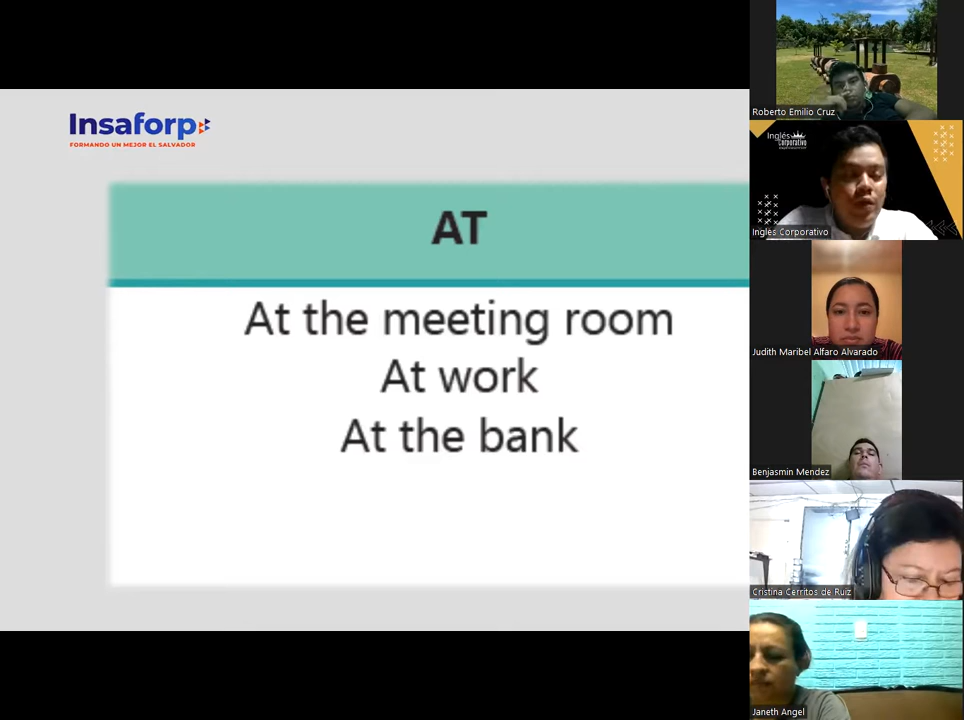 Insaforp
FORMANDO UN MEJOR EL SALVADOR
AT
At the meeting room
At work
At the bank
Roberto Emilio Cruz
Inglés
Corporativo
Inglés Corporativo
Judith Maribel Alfaro Alvarado
Benjasmin Mendez
Cristina Cerritos de Ruiz
Janeth Angel